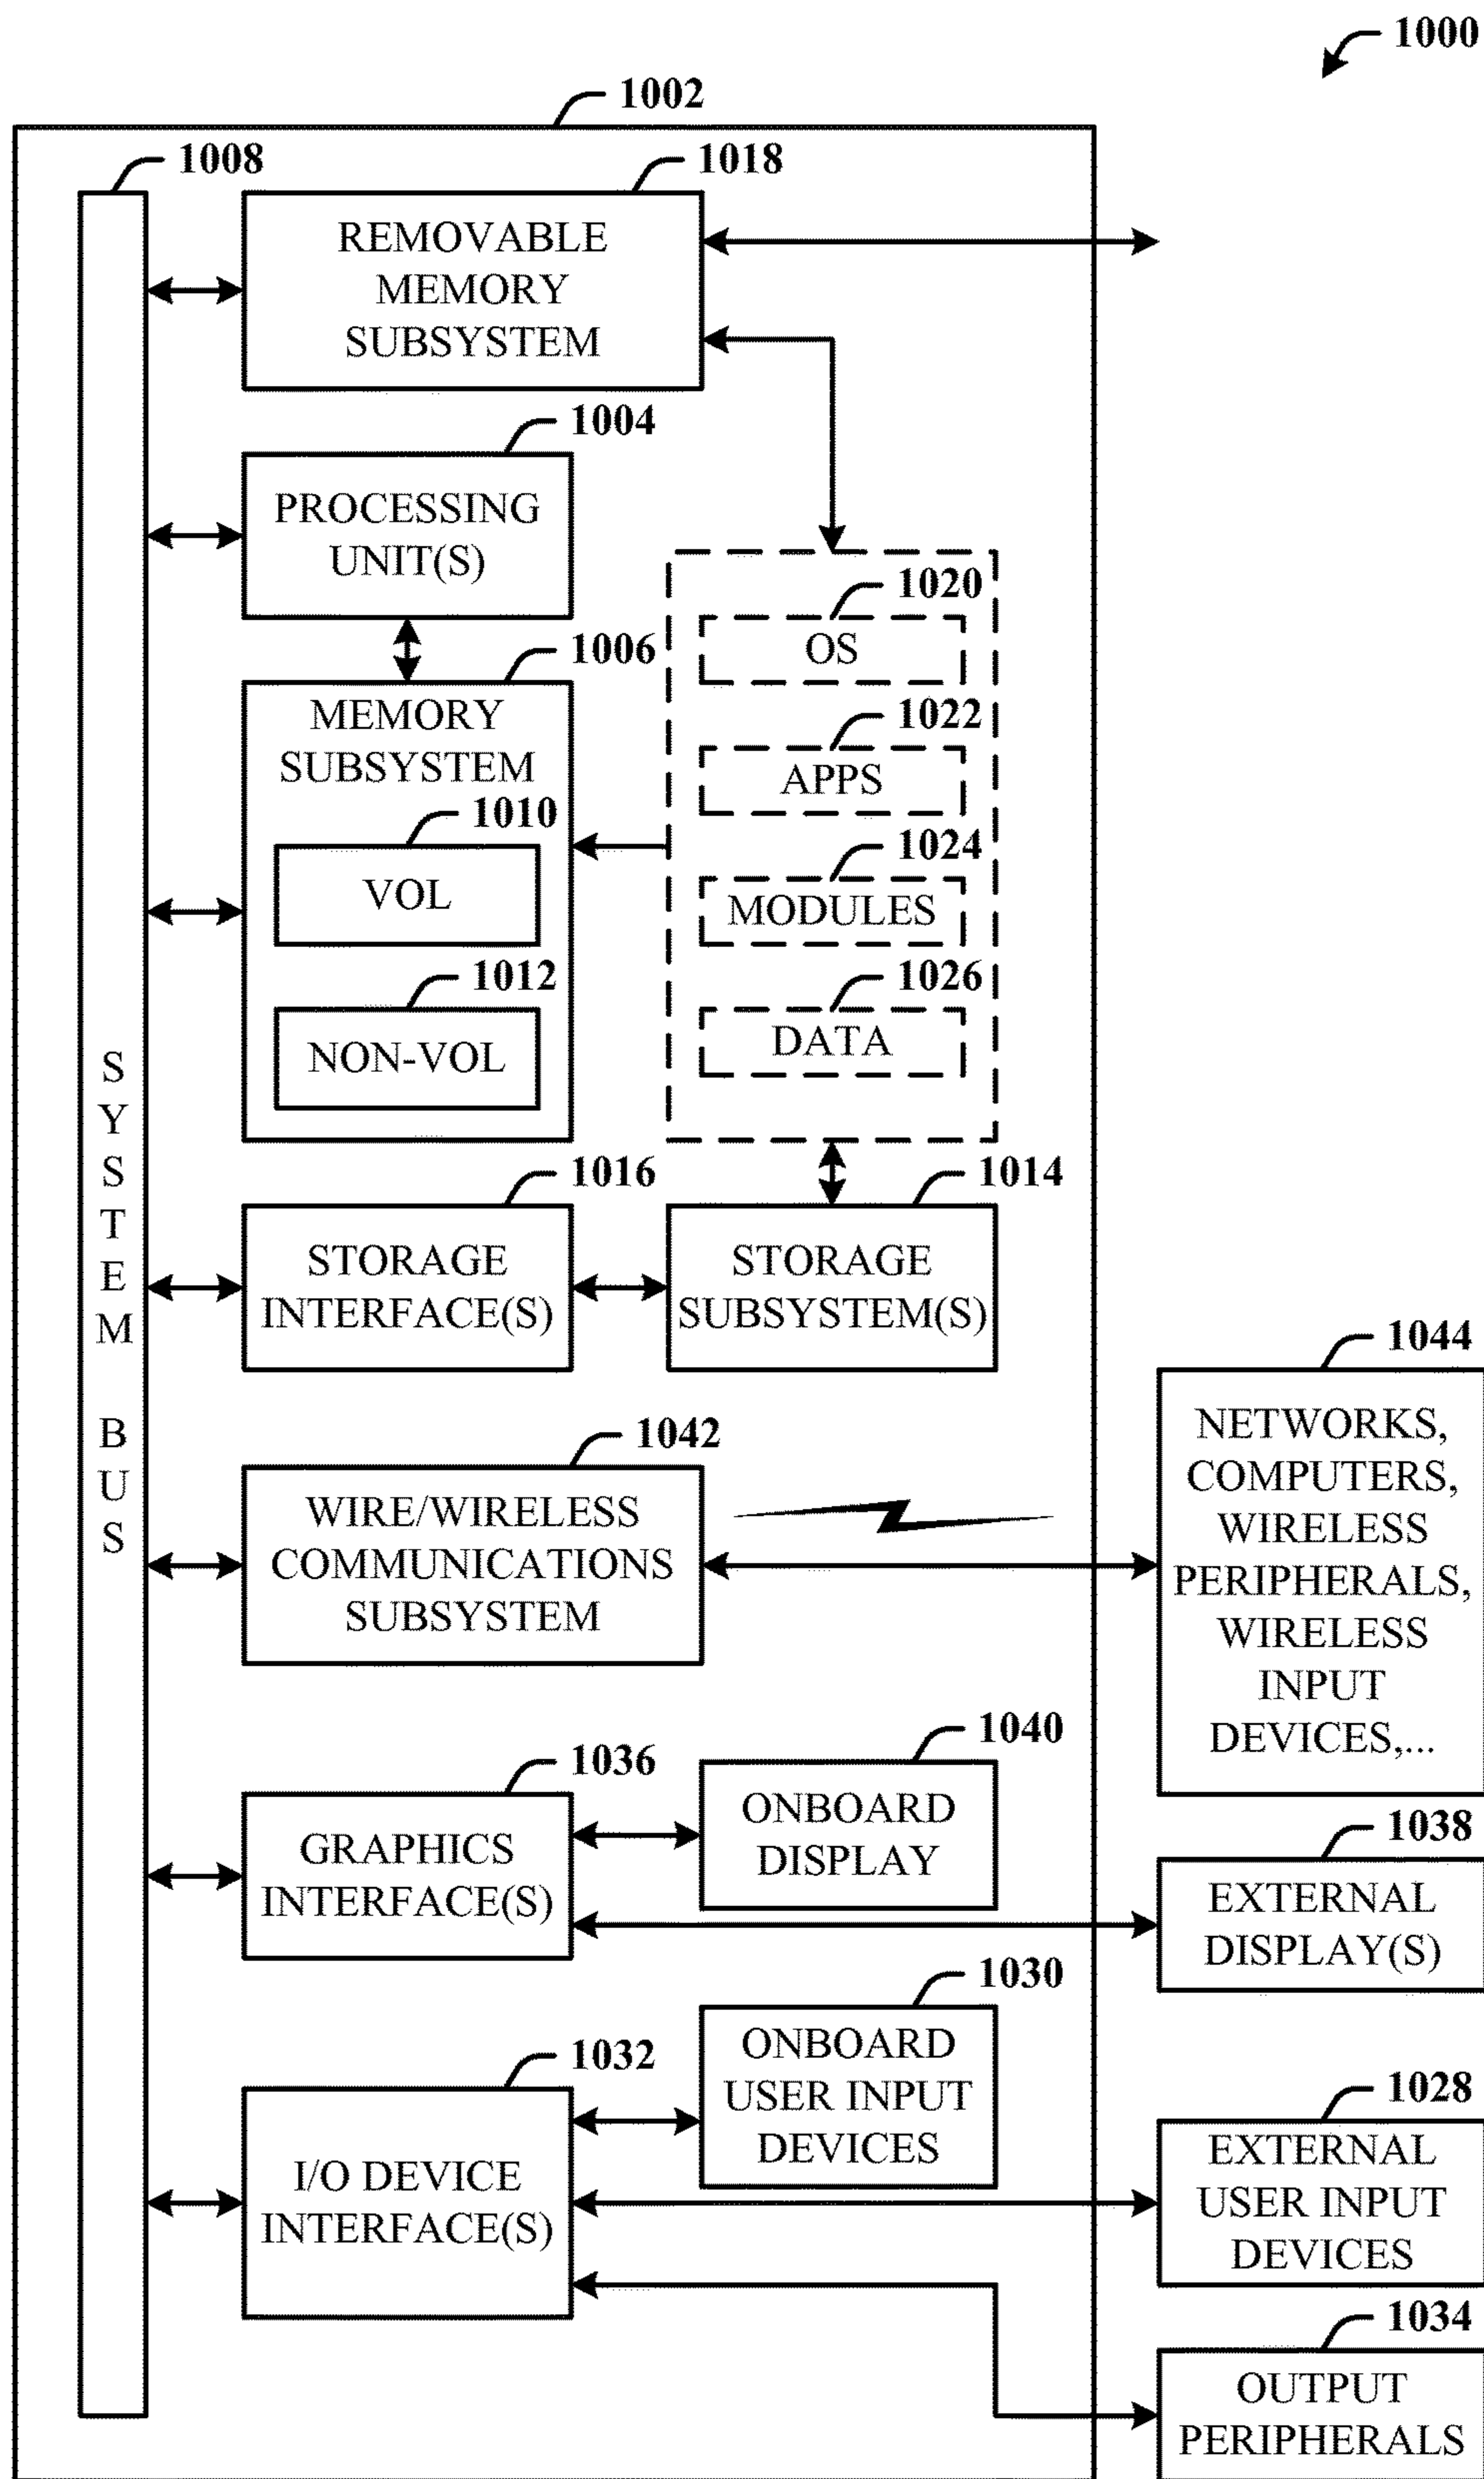 1000
1002
1008
1018
REMOVABLE
MEMORY
SUBSYSTEM
1004
PROCESSING
UNIT(S)
1020
OS
1006
MEMORY
SUBSYSTEM
1022
APPS
1010
VOL
1024
MODULES
1012
NON-VOL
1026
DATA
SYSTEM BUS
1016
STORAGE
INTERFACE(S)
1014
STORAGE
SUBSYSTEM(S)
1044
NETWORKS,
COMPUTERS,
WIRELESS
PERIPHERALS,
WIRELESS
INPUT
DEVICES,...
1042
WIRE/WIRELESS
COMMUNICATIONS
SUBSYSTEM
1040
ONBOARD
DISPLAY
1036
GRAPHICS
INTERFACE(S)
1038
EXTERNAL
DISPLAY(S)
1030
ONBOARD
USER INPUT
DEVICES
1032
I/O DEVICE
INTERFACE(S)
1028
EXTERNAL
USER INPUT
DEVICES
1034
OUTPUT
PERIPHERALS